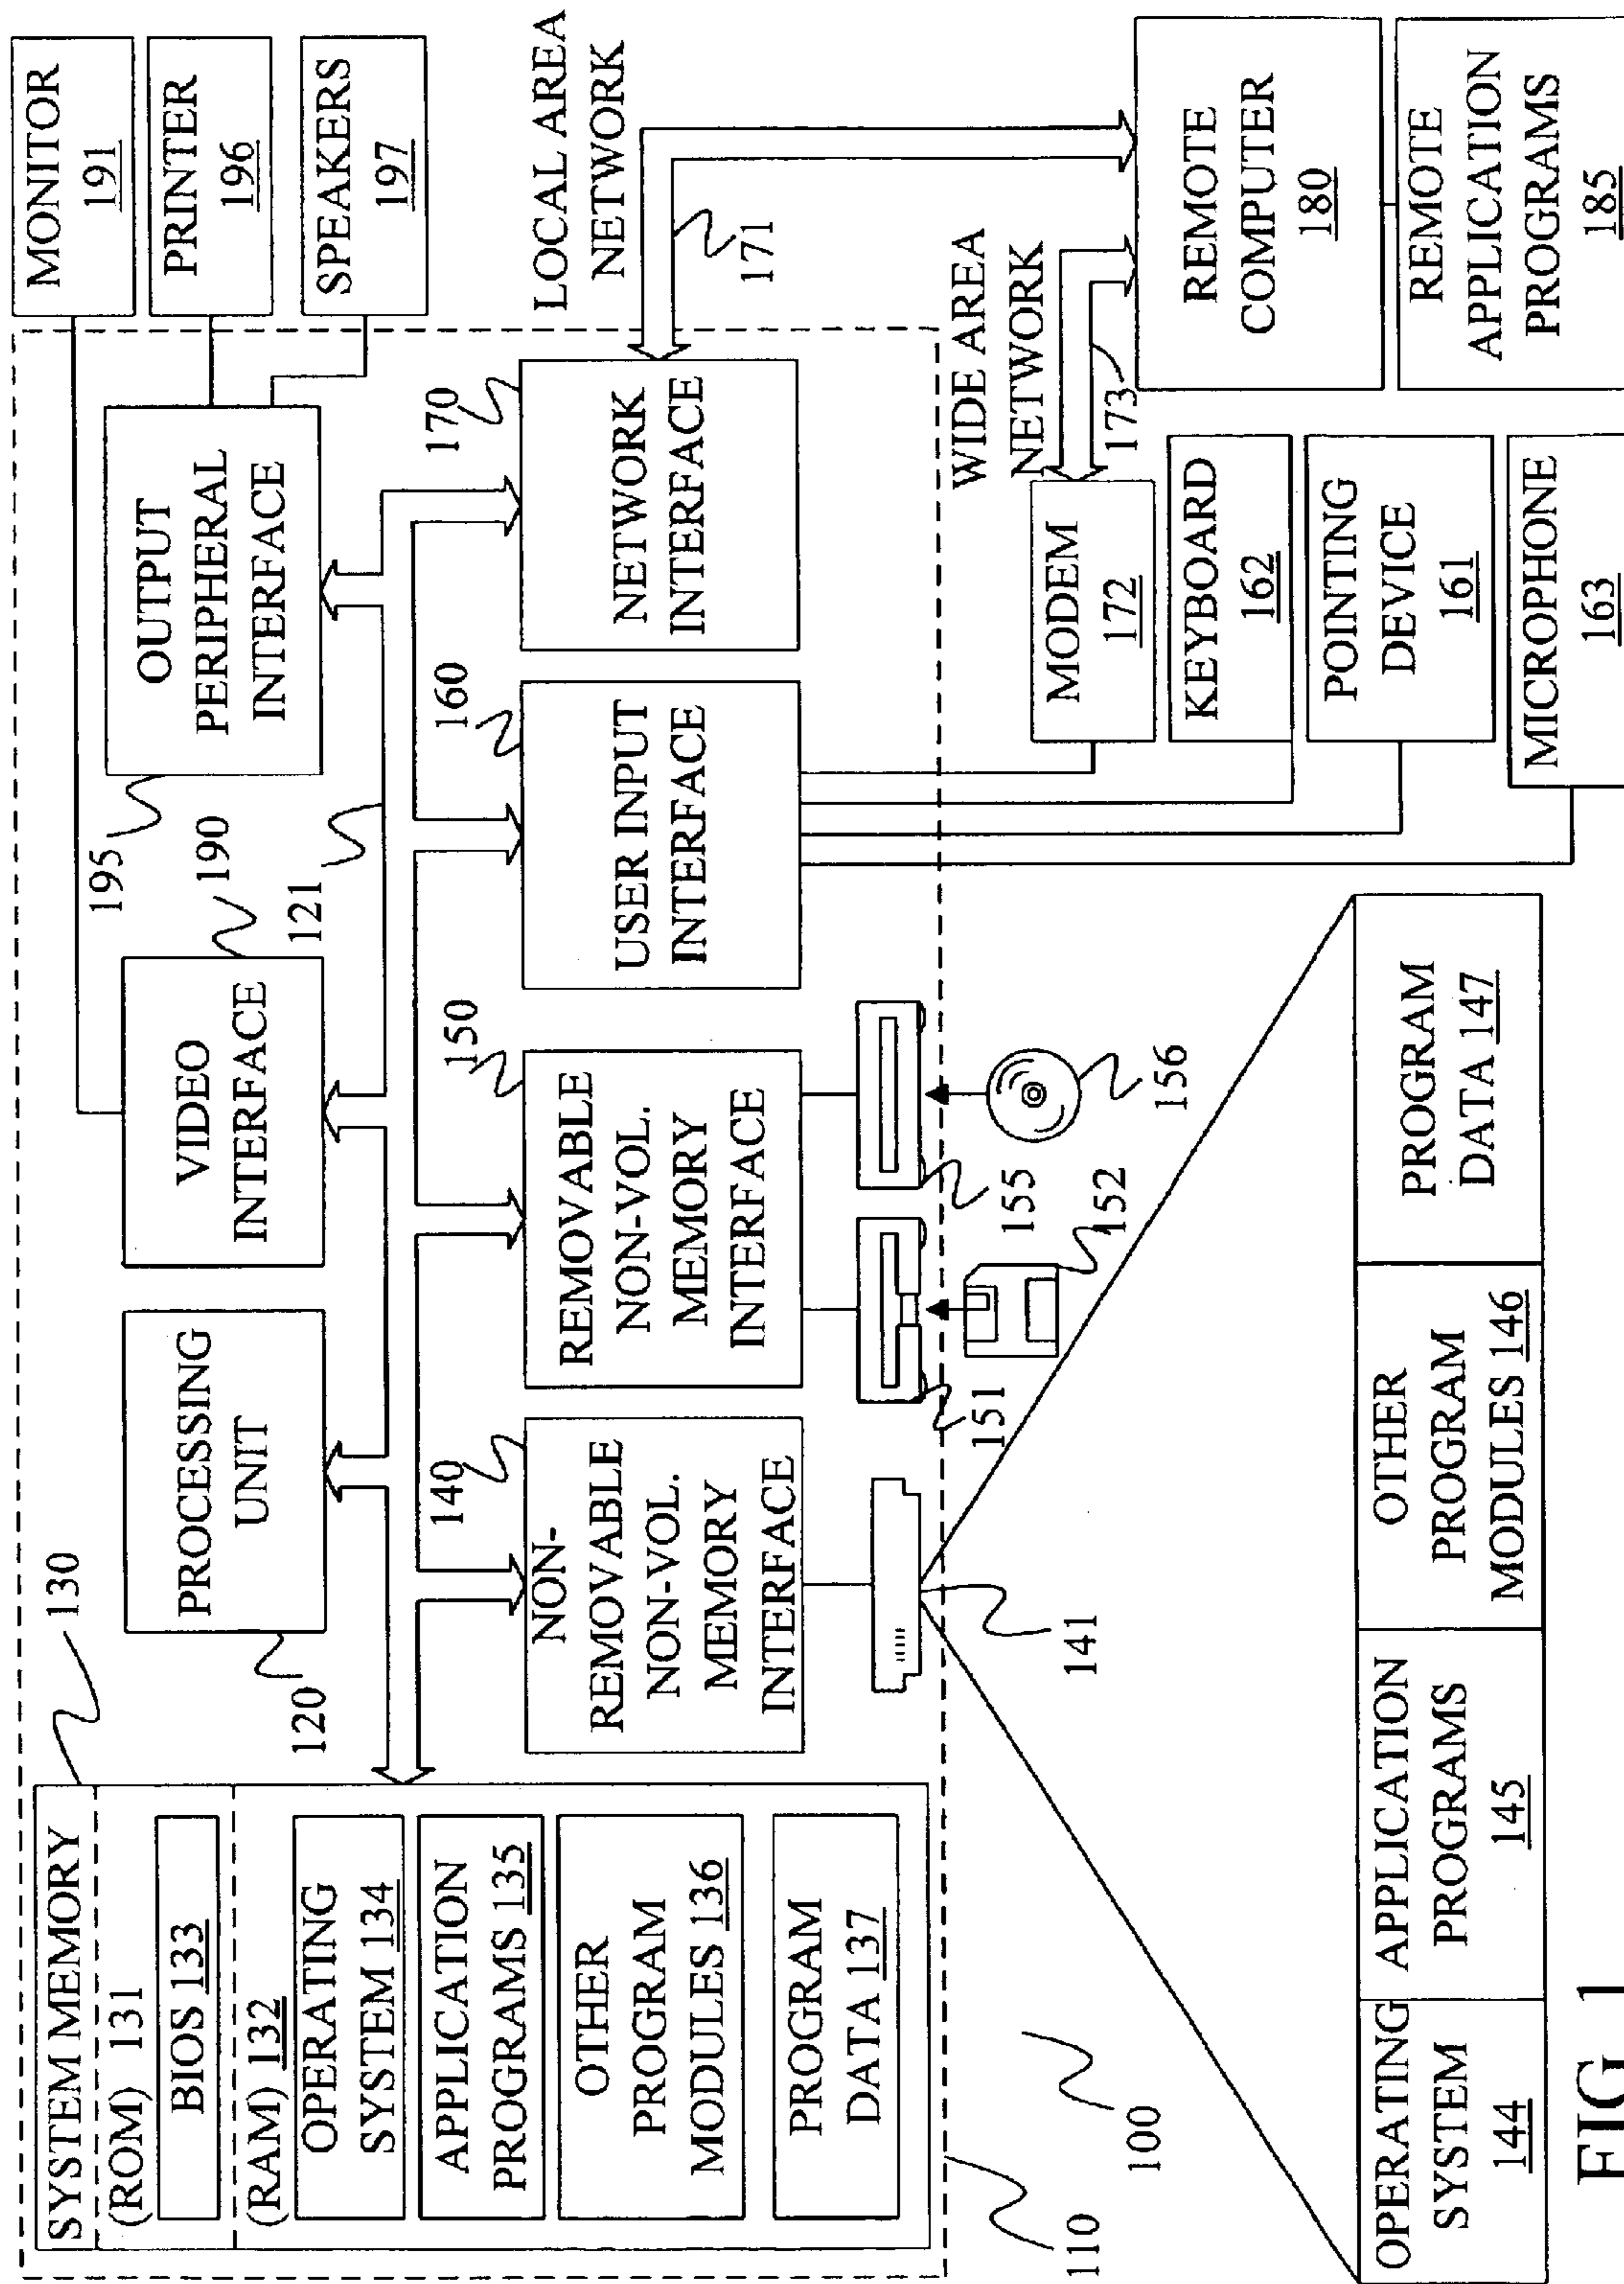 SYSTEM MEMORY
(ROM) 131
BIOS 133
(RAM) 132
OPERATING
SYSTEM 134
APPLICATION
PROGRAMS 135
OTHER
PROGRAM
MODULES 136
PROGRAM
DATA 137
130
PROCESSING
UNIT
120
VIDEO
INTERFACE
190
121
OUTPUT
PERIPHERAL
INTERFACE
195
MONITOR
191
PRINTER
196
SPEAKERS
197
140
NON-
REMOVABLE
NON-VOL.
MEMORY
INTERFACE
150
REMOVABLE
NON-VOL.
MEMORY
INTERFACE
160
USER INPUT
INTERFACE
170
NETWORK
INTERFACE
LOCAL AREA
NETWORK
171
141
151
152
155
156
WIDE AREA
NETWORK
173
MODEM
172
KEYBOARD
162
POINTING
DEVICE
161
MICROPHONE
163
REMOTE
COMPUTER
180
REMOTE
APPLICATION
PROGRAMS
185
110
100
OPERATING
SYSTEM
144
APPLICATION
PROGRAMS
145
OTHER
PROGRAM
MODULES 146
PROGRAM
DATA 147
FIG. 1